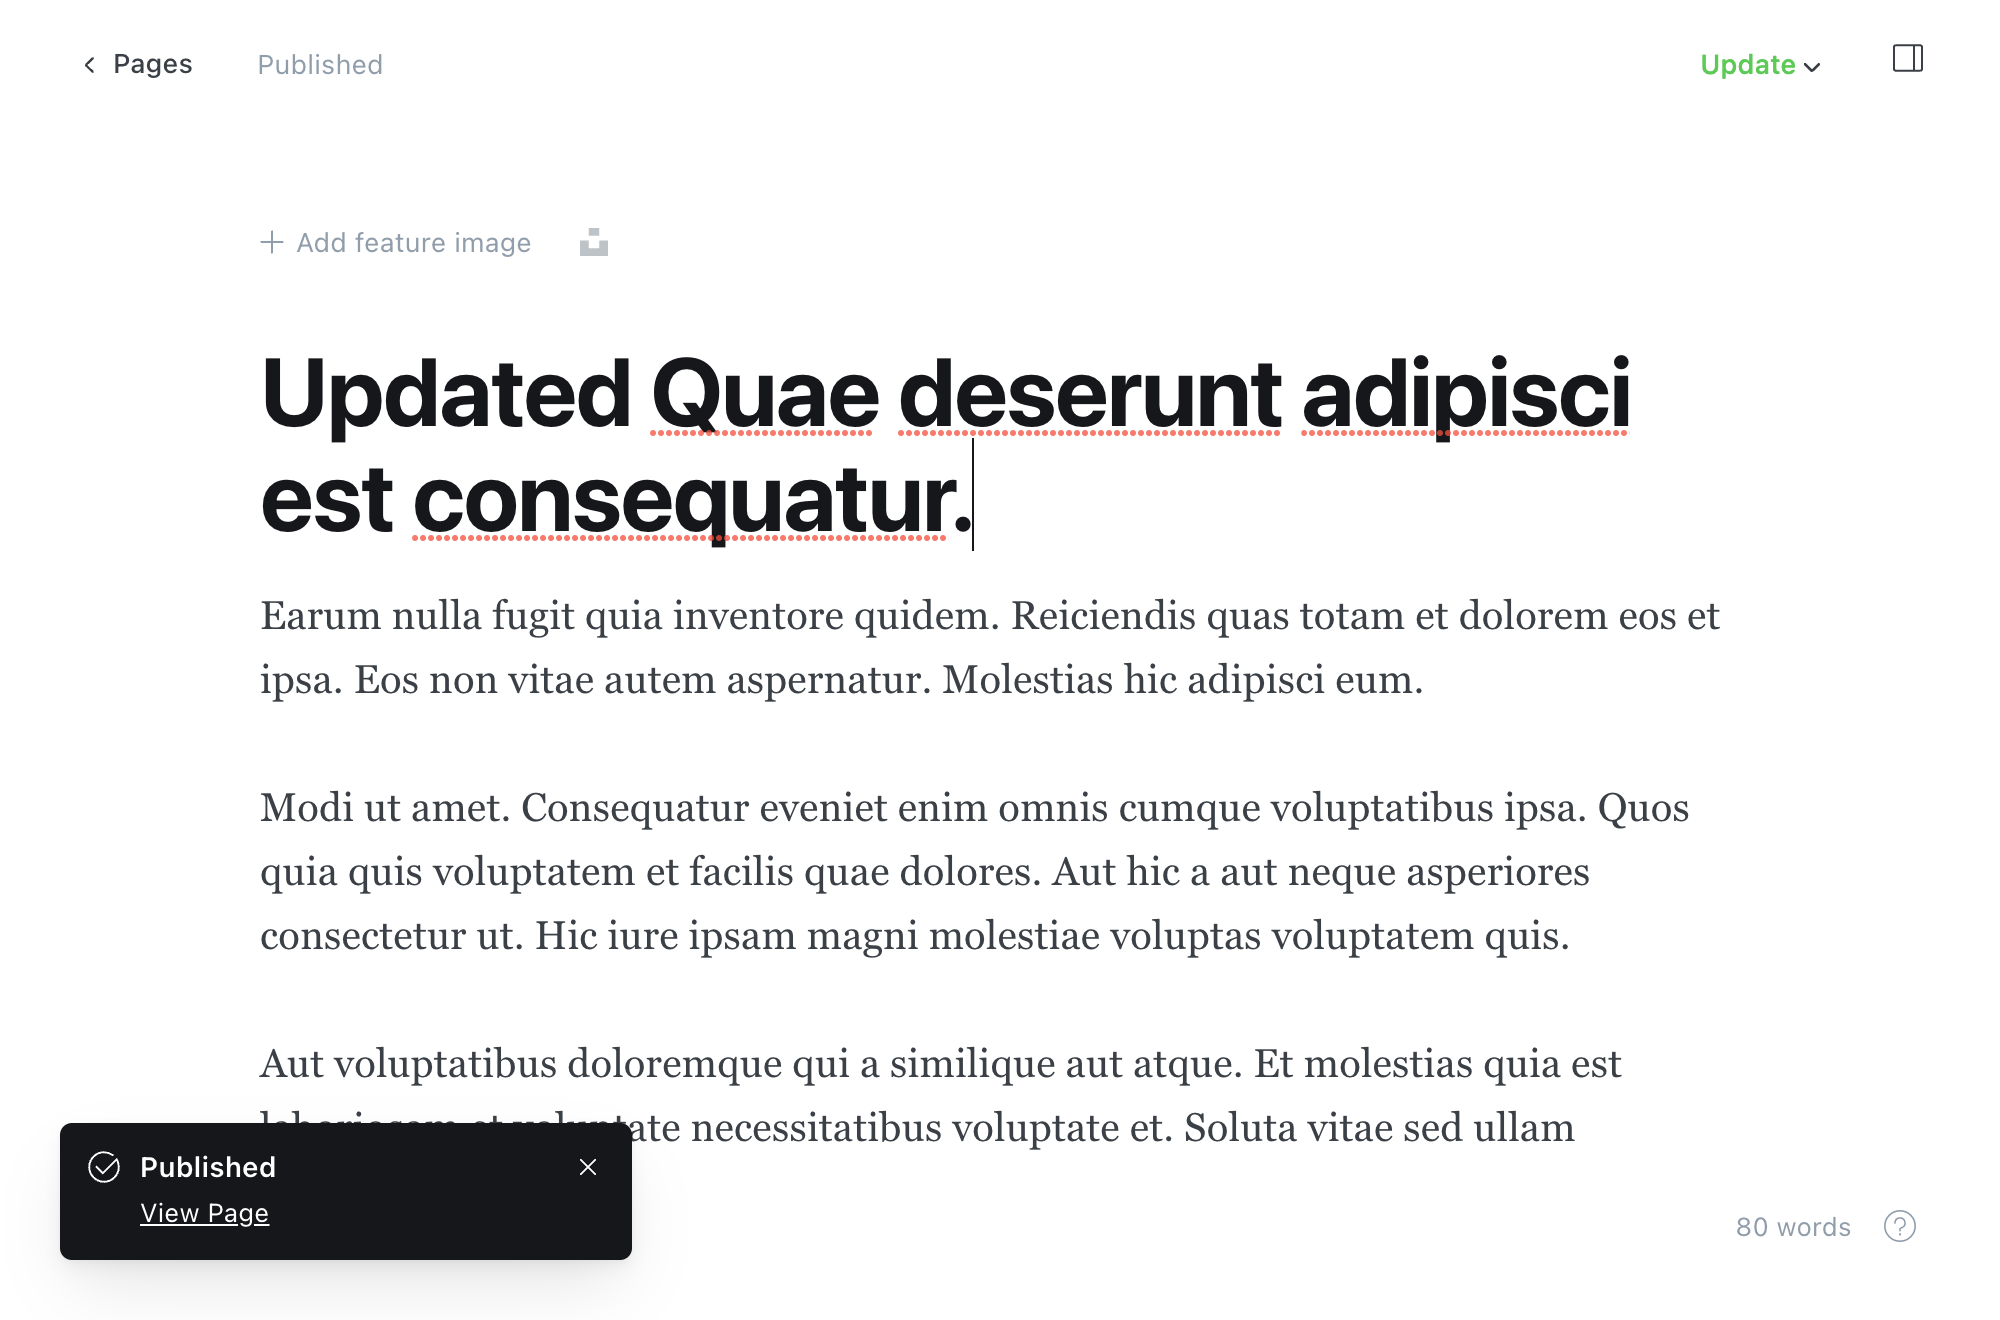 Pages
Published
Update
Add feature image
Updated Quae deserunt adipisci
est consequatur.
Earum nulla fugit quia inventore quidem. Reiciendis quas totam et dolorem eos et
ipsa. Eos non vitae autem aspernatur. Molestias hic adipisci eum.
Modi ut amet. Consequatur eveniet enim omnis cumque voluptatibus ipsa. Quos
quia quis voluptatem et facilis quae dolores. Aut hic a aut neque asperiores
consectetur ut. Hic iure ipsam magni molestiae voluptas voluptatem quis.
Aut voluptatibus doloremque qui a similique aut atque. Et molestias quia est
necessitatibus voluptate et. Soluta vitae sed ullam
Published
View Page
80 words